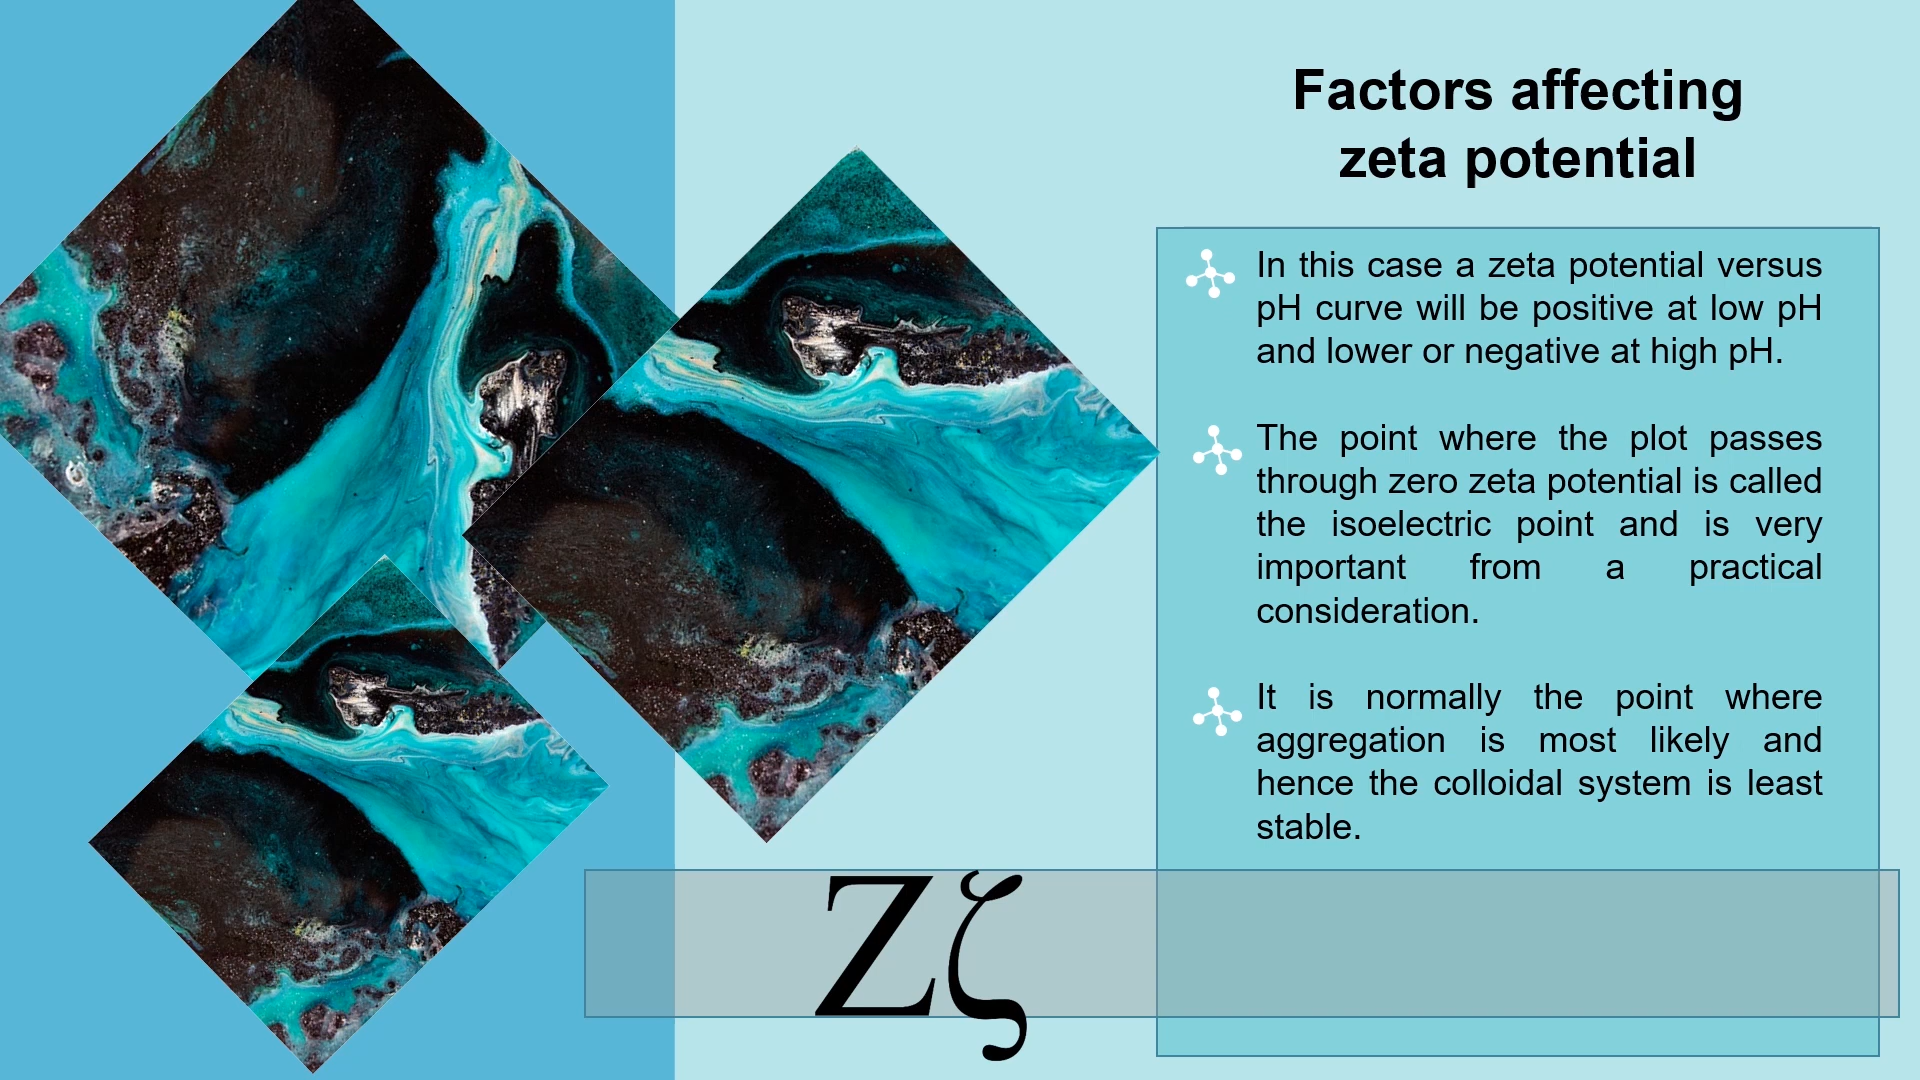 Factors affecting
zeta potential
In this case a zeta potential versus
pH curve will be positive at low pH
and lower or negative at high pH.
The point where the plot passes
through zero zeta potential is called
the isoelectric point and is very
important from a practical
consideration.
It is normally the point where
aggregation is most likely and
hence the colloidal system is least
stable.
Ζζ